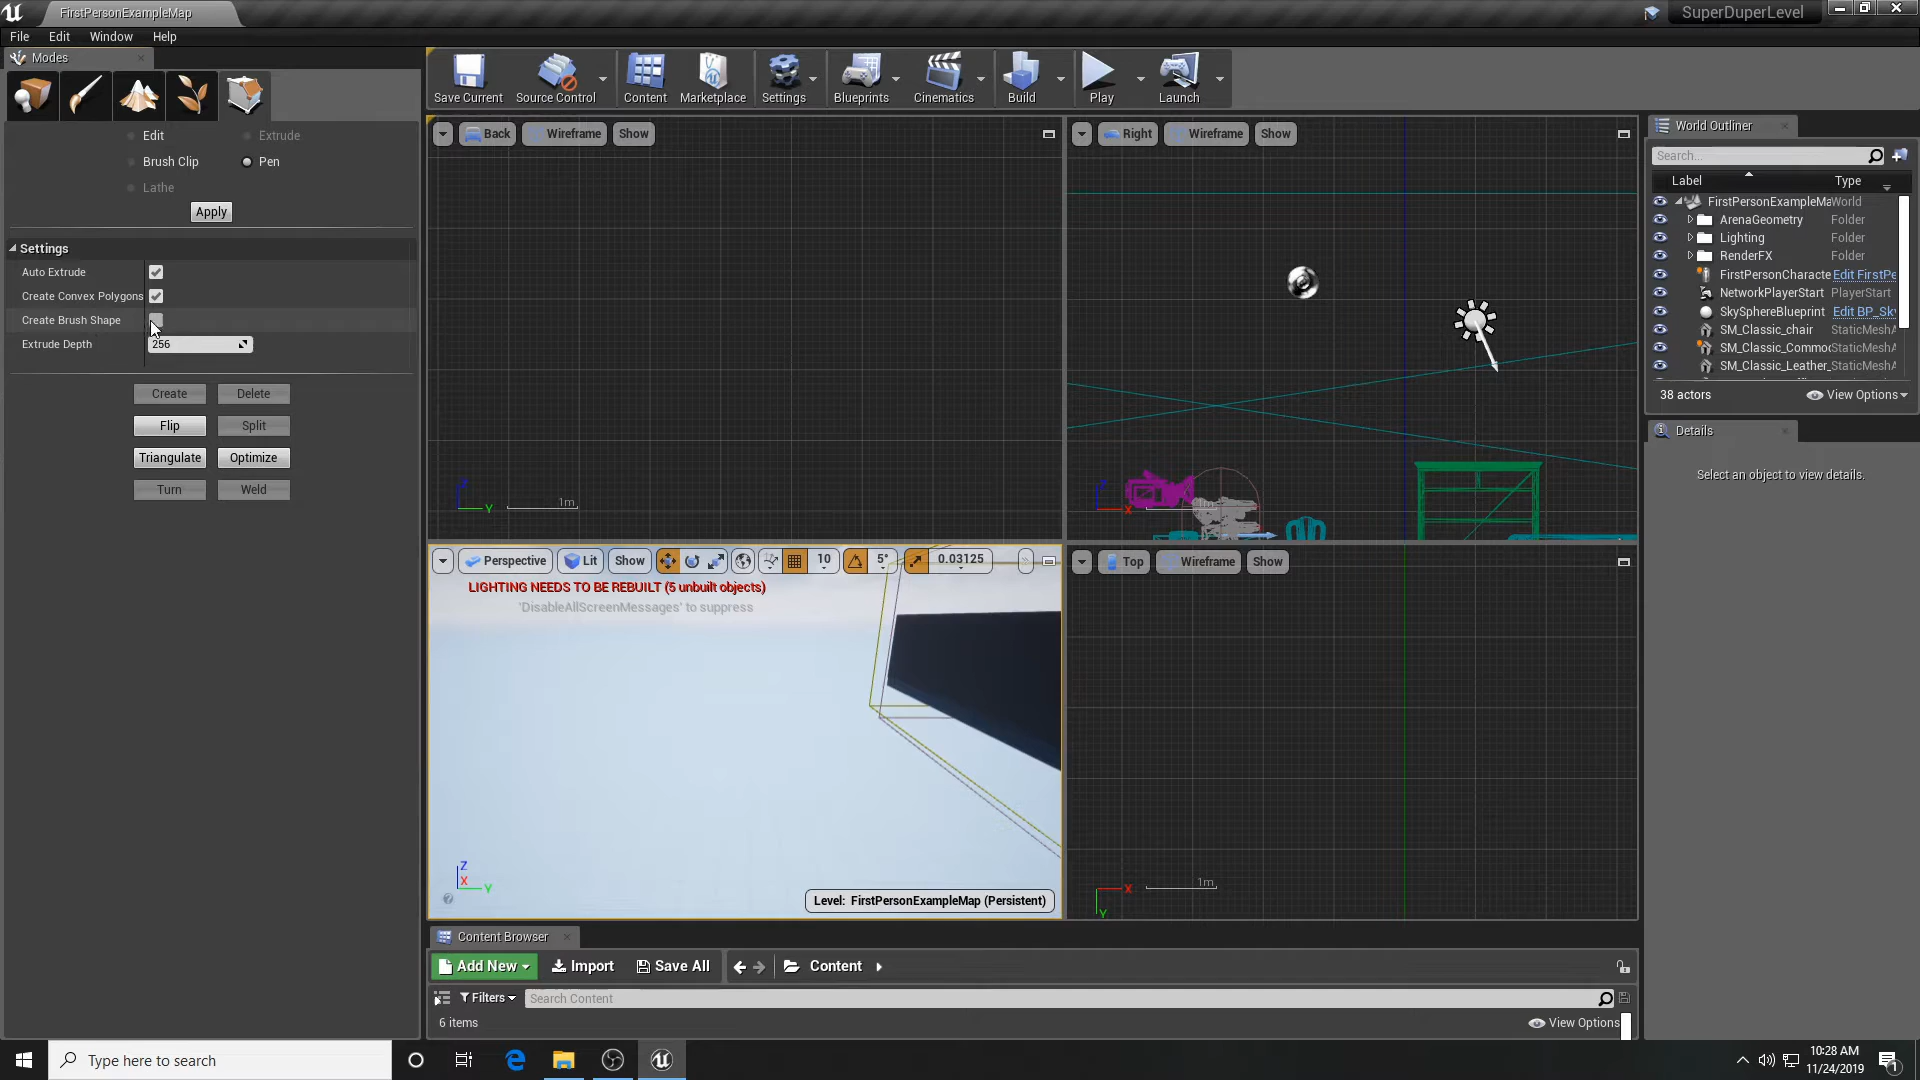 FirstPersonExampleMap
SuperDuperLevel
File Edit Window Help
Modes
Save Current Source Control Content Marketplace Settings Blueprints Cinematics Build Play Launch
Edit Extrude
Brush Clip Pen
Lathe
Apply
Settings
Auto Extrude
Create Convex Polygons
Create Brush Shape
Extrude Depth 256
Create Delete
Flip Split
Triangulate Optimize
Turn Weld
Back Wireframe Show
Z
Y 1m
Right Wireframe Show
Z
X 1m
Perspective Lit Show 10 5° 0.03125
LIGHTING NEEDS TO BE REBUILT (5 unbuilt objects)
'DisableAllScreenMessages' to suppress
Z
X
Y
Level: FirstPersonExampleMap (Persistent)
Top Wireframe Show
X 1m
Y
World Outliner
Search...
Label Type
FirstPersonExampleMa World
ArenaGeometry Folder
Lighting Folder
RenderFX Folder
FirstPersonCharacte Edit FirstPe
NetworkPlayerStart PlayerStart
SkySphereBlueprint Edit BP_Sk
SM_Classic_chair StaticMeshA
SM_Classic_Commo StaticMeshA
SM_Classic_Leather_ StaticMeshA
38 actors View Options
Details
Select an object to view details.
Content Browser
Add New Import Save All Content
Filters Search Content
6 items View Options
Type here to search
10:28 AM
11/24/2019
1